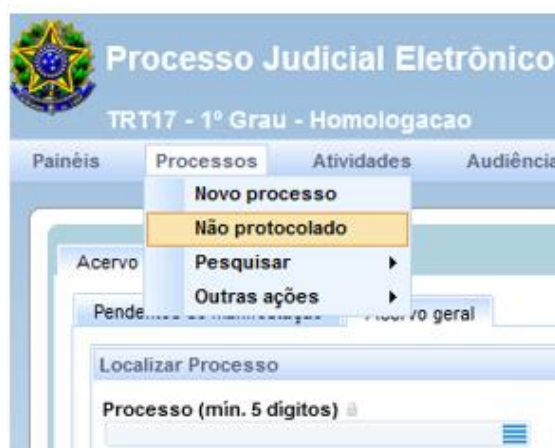 Processo Judicial Eletrônico
TRT17 - 1º Grau - Homologacao
Painéis Processos Atividades Audiência
Novo processo
Não protocolado
Acervo Pesquisar
Outras ações
geral
Localizar Processo
Processo (mín. 5 dígitos)